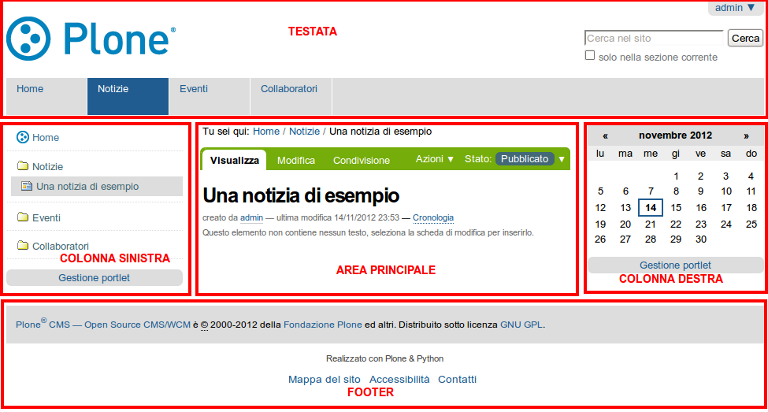 admin ▼
Plone®
TESTATA
Cerca nel sito
Cerca
solo nella sezione corrente
Home
Notizie
Eventi
Collaboratori
Home
Notizie
Una notizia di esempio
Eventi
Collaboratori
COLONNA SINISTRA
Gestione portlet
Tu sei qui: Home / Notizie / Una notizia di esempio
Visualizza Modifica Condivisione Azioni ▼ Stato: Pubblicato ▼
Una notizia di esempio
creato da admin — ultima modifica 14/11/2012 23:53 — Cronologia
Questo elemento non contiene nessun testo, seleziona la scheda di modifica per inserirlo.
AREA PRINCIPALE
« novembre 2012 »
lu ma me gi ve sa do
1 2 3 4
5 6 7 8 9 10 11
12 13 14 15 16 17 18
19 20 21 22 23 24 25
26 27 28 29 30
Gestione portlet
COLONNA DESTRA
Plone® CMS — Open Source CMS/WCM è © 2000-2012 della Fondazione Plone ed altri. Distribuito sotto licenza GNU GPL.
Realizzato con Plone & Python
Mappa del sito Accessibilità Contatti
FOOTER